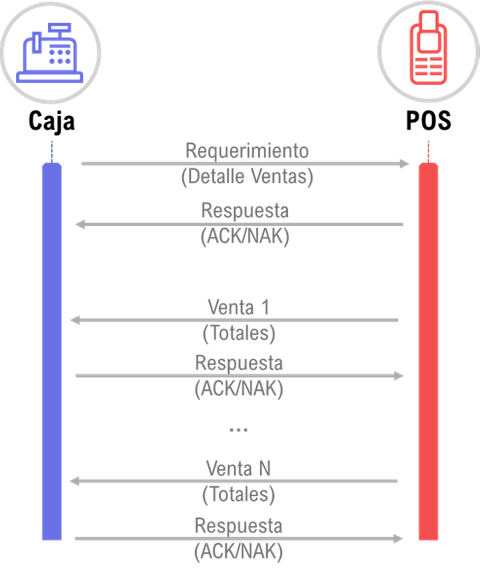 Caja
POS
Requerimiento
(Detalle Ventas)
Respuesta
(ACK/NAK)
Venta 1
(Totales)
Respuesta
(ACK/NAK)
...
Venta N
(Totales)
Respuesta
(ACK/NAK)